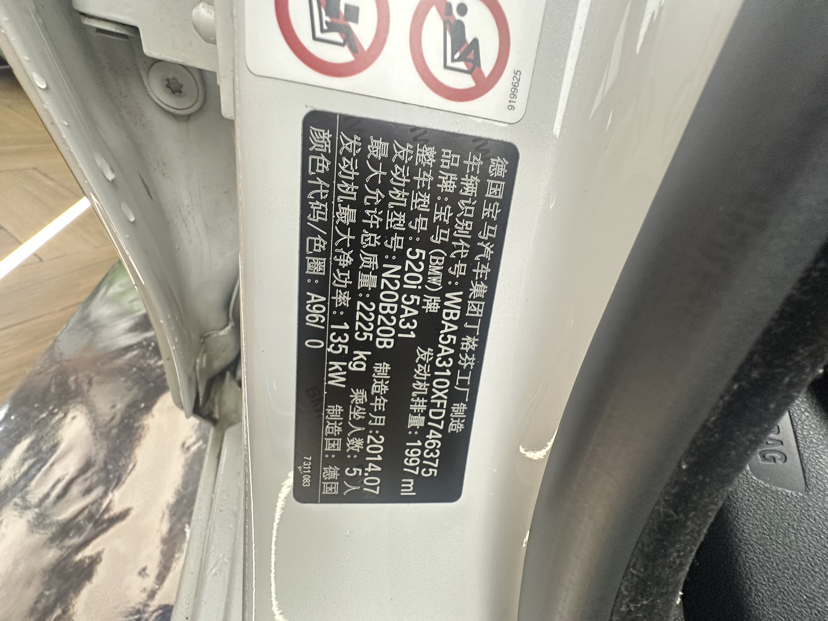 德国宝马汽车集团丁格芬工厂制造
车辆识别代号: WBA5A310XFD746375
品牌:宝马(BMW)牌 发动机排量:1997 ml
整车型号: 520i 5A31
发动机型号: N20B20B 制造年月:2014.07
最大允许总质量: 2225 kg 乘坐人数: 5人
发动机最大净功率: 135 kW 制造国: 德国
颜色代码/色圈: A96/ 0
7311083
9199625